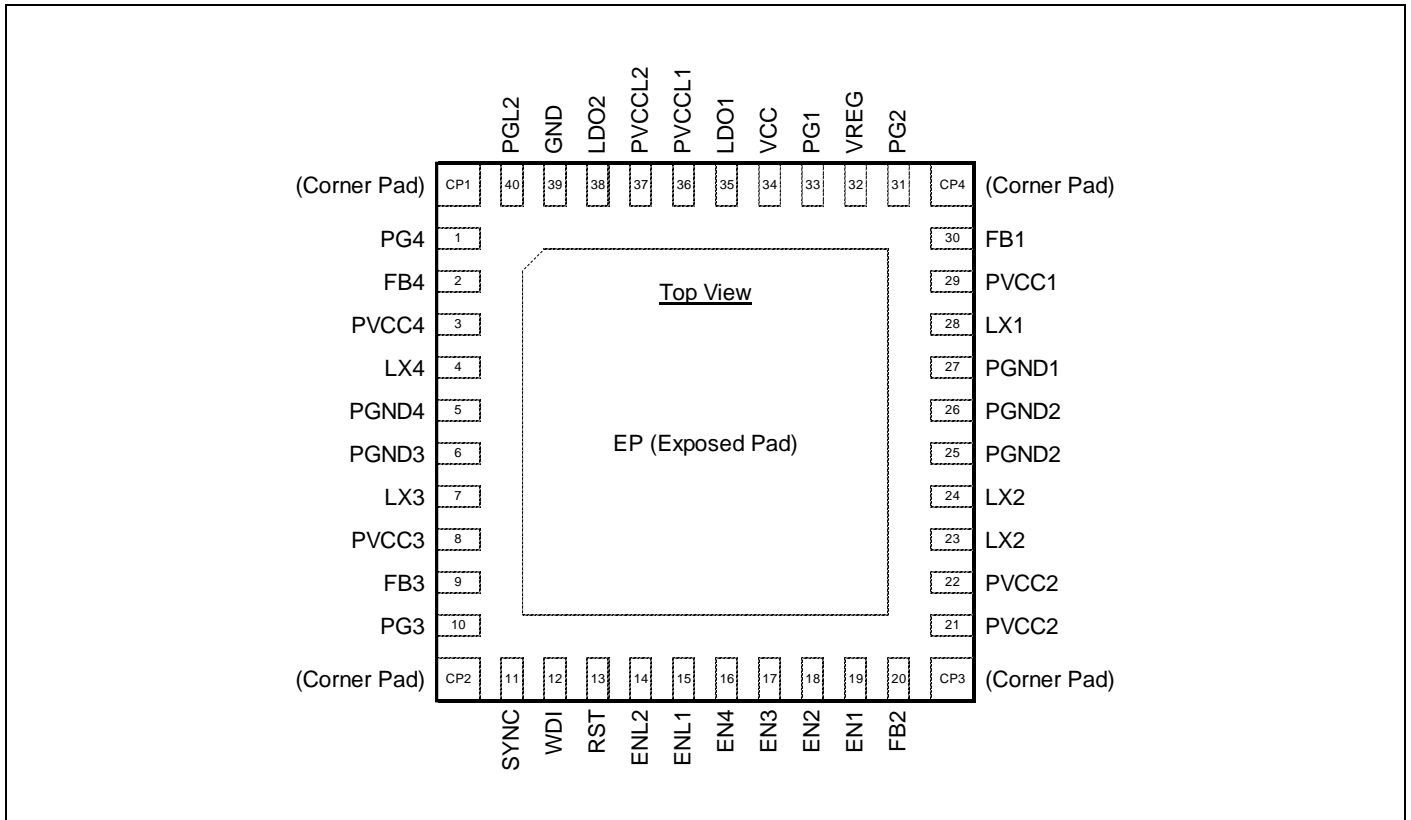 PGL2
GND
LDO2
PVCCL2
PVCCL1
LDO1
VCC
PG1
VREG
PG2
(Corner Pad) CP1 40 39 38 37 36 35 34 33 32 31 CP4 (Corner Pad)
PG4 1 30 FB1
FB4 2 29 PVCC1
Top View
PVCC4 3 28 LX1
LX4 4 27 PGND1
PGND4 5 26 PGND2
EP (Exposed Pad)
PGND3 6 25 PGND2
LX3 7 24 LX2
PVCC3 8 23 LX2
FB3 9 22 PVCC2
PG3 10 21 PVCC2
(Corner Pad) CP2 11 12 13 14 15 16 17 18 19 20 CP3 (Corner Pad)
SYNC
WDI
RST
ENL2
ENL1
EN4
EN3
EN2
EN1
FB2